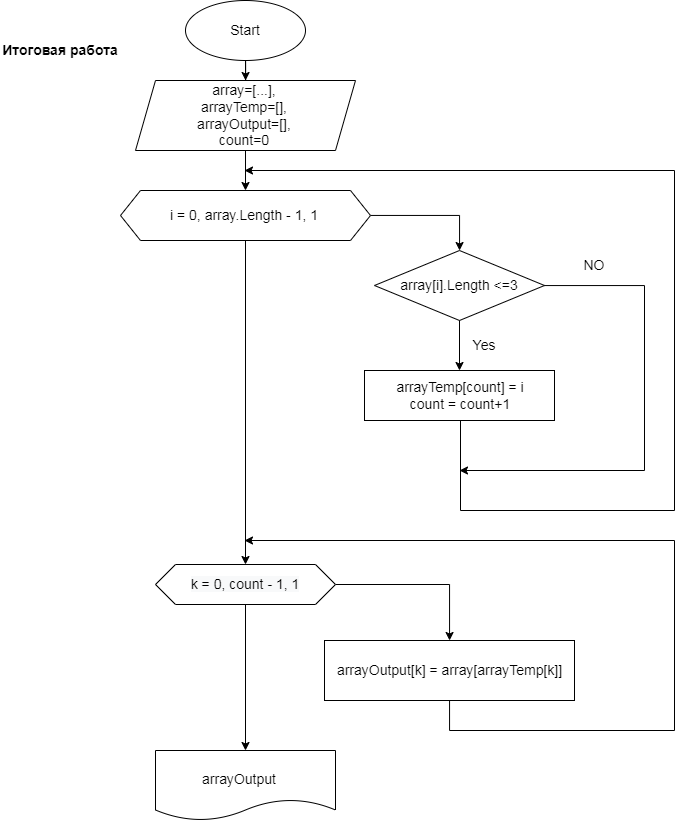 Start
Итоговая работа
array=[...],
arrayTemp=[],
arrayOutput=[],
count=0
i = 0, array.Length - 1, 1
array[i].Length <=3
NO
Yes
arrayTemp[count] = i
count = count+1
k = 0, count - 1, 1
arrayOutput[k] = array[arrayTemp[k]]
arrayOutput